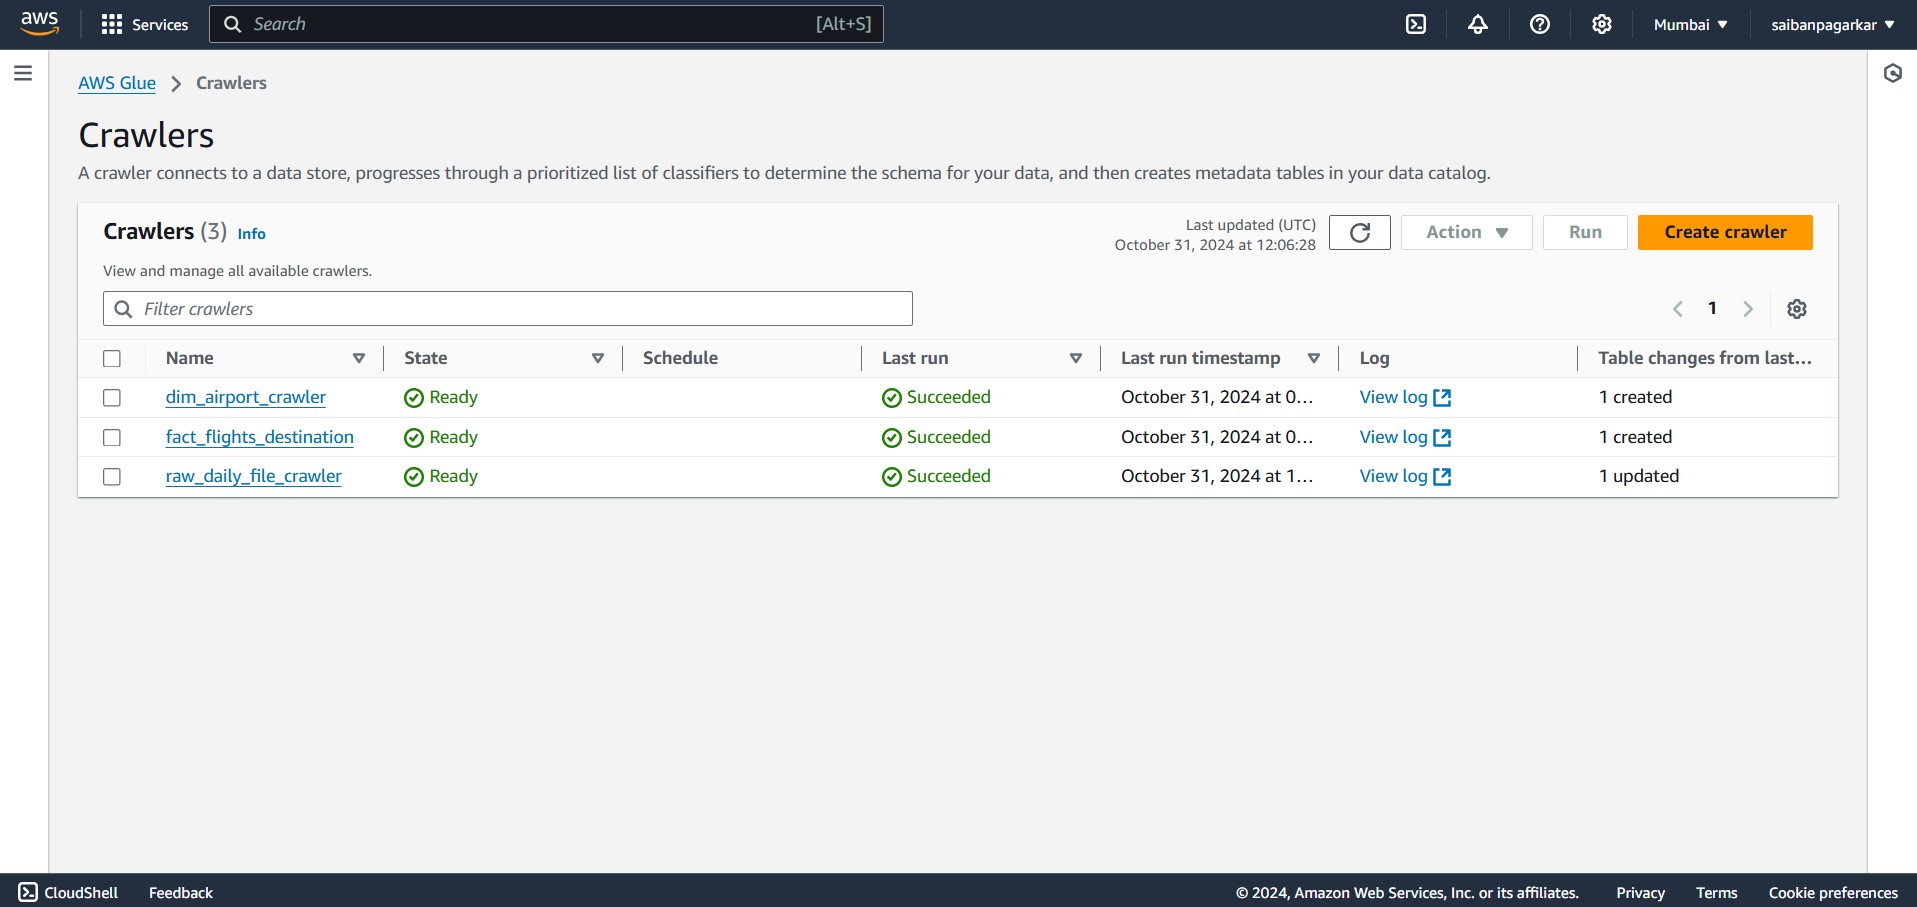 aws Services Search [Alt+S] Mumbai saibanpagarkar
AWS Glue Crawlers
Crawlers
A crawler connects to a data store, progresses through a prioritized list of classifiers to determine the schema for your data, and then creates metadata tables in your data catalog.
Crawlers (3) Info
Last updated (UTC)
October 31, 2024 at 12:06:28
Action Run Create crawler
View and manage all available crawlers.
Filter crawlers
1
Name State Schedule Last run Last run timestamp Log Table changes from last...
dim_airport_crawler Ready Succeeded October 31, 2024 at 0... View log 1 created
fact_flights_destination Ready Succeeded October 31, 2024 at 0... View log 1 created
raw_daily_file_crawler Ready Succeeded October 31, 2024 at 1... View log 1 updated
CloudShell Feedback © 2024, Amazon Web Services, Inc. or its affiliates. Privacy Terms Cookie preferences